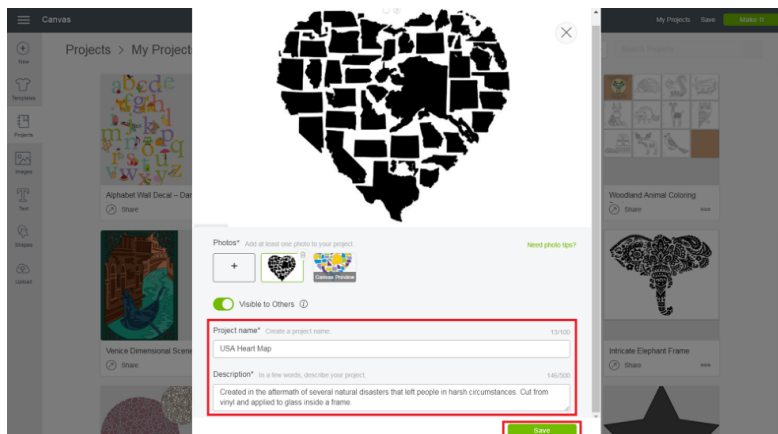 Canvas
My Projects Save Make It
New
Projects > My Project
Templates
Projects
Images
Text
Shapes
Upload
Alphabet Wall Decal – Dan
Share
Woodland Animal Coloring
Share
Venice Dimensional Scene
Share
Intricate Elephant Frame
Share
Photos* Add at least one photo to your project.
Need photo tips?
+
Canvas Preview
Visible to Others
Project name* Create a project name.
13/100
USA Heart Map
Description* In a few words, describe your project.
146/500
Created in the aftermath of several natural disasters that left people in harsh circumstances. Cut from
vinyl and applied to glass inside a frame.
Save